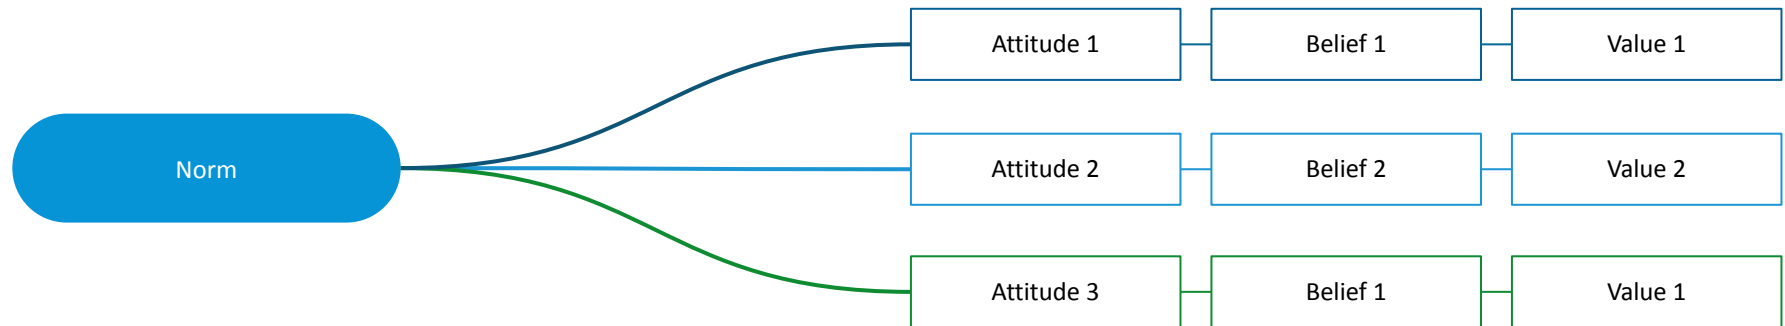 Attitude 1
Belief 1
Value 1
Norm
Attitude 2
Belief 2
Value 2
Attitude 3
Belief 1
Value 1